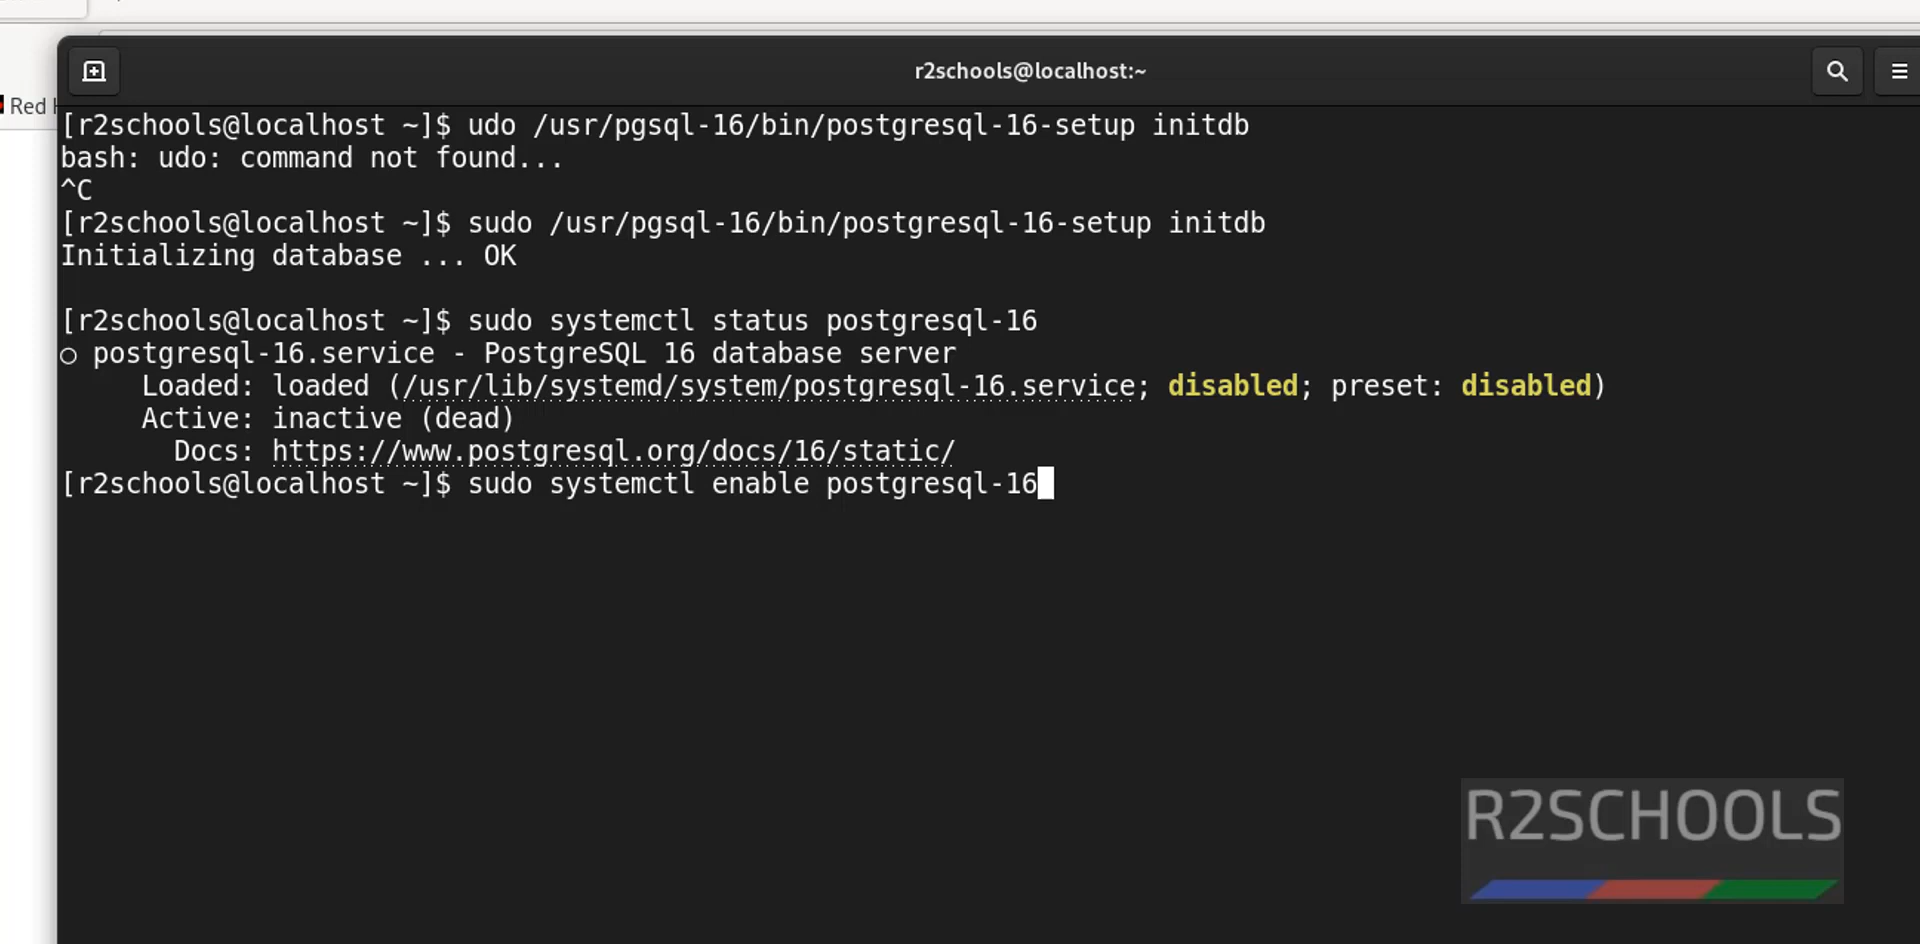 r2schools@localhost:~
Red
[r2schools@localhost ~]$ udo /usr/pgsql-16/bin/postgresql-16-setup initdb
bash: udo: command not found...
^C
[r2schools@localhost ~]$ sudo /usr/pgsql-16/bin/postgresql-16-setup initdb
Initializing database ... OK
[r2schools@localhost ~]$ sudo systemctl status postgresql-16
○ postgresql-16.service - PostgreSQL 16 database server
Loaded: loaded (/usr/lib/systemd/system/postgresql-16.service; disabled; preset: disabled)
Active: inactive (dead)
Docs: https://www.postgresql.org/docs/16/static/
[r2schools@localhost ~]$ sudo systemctl enable postgresql-16
R2SCHOOLS